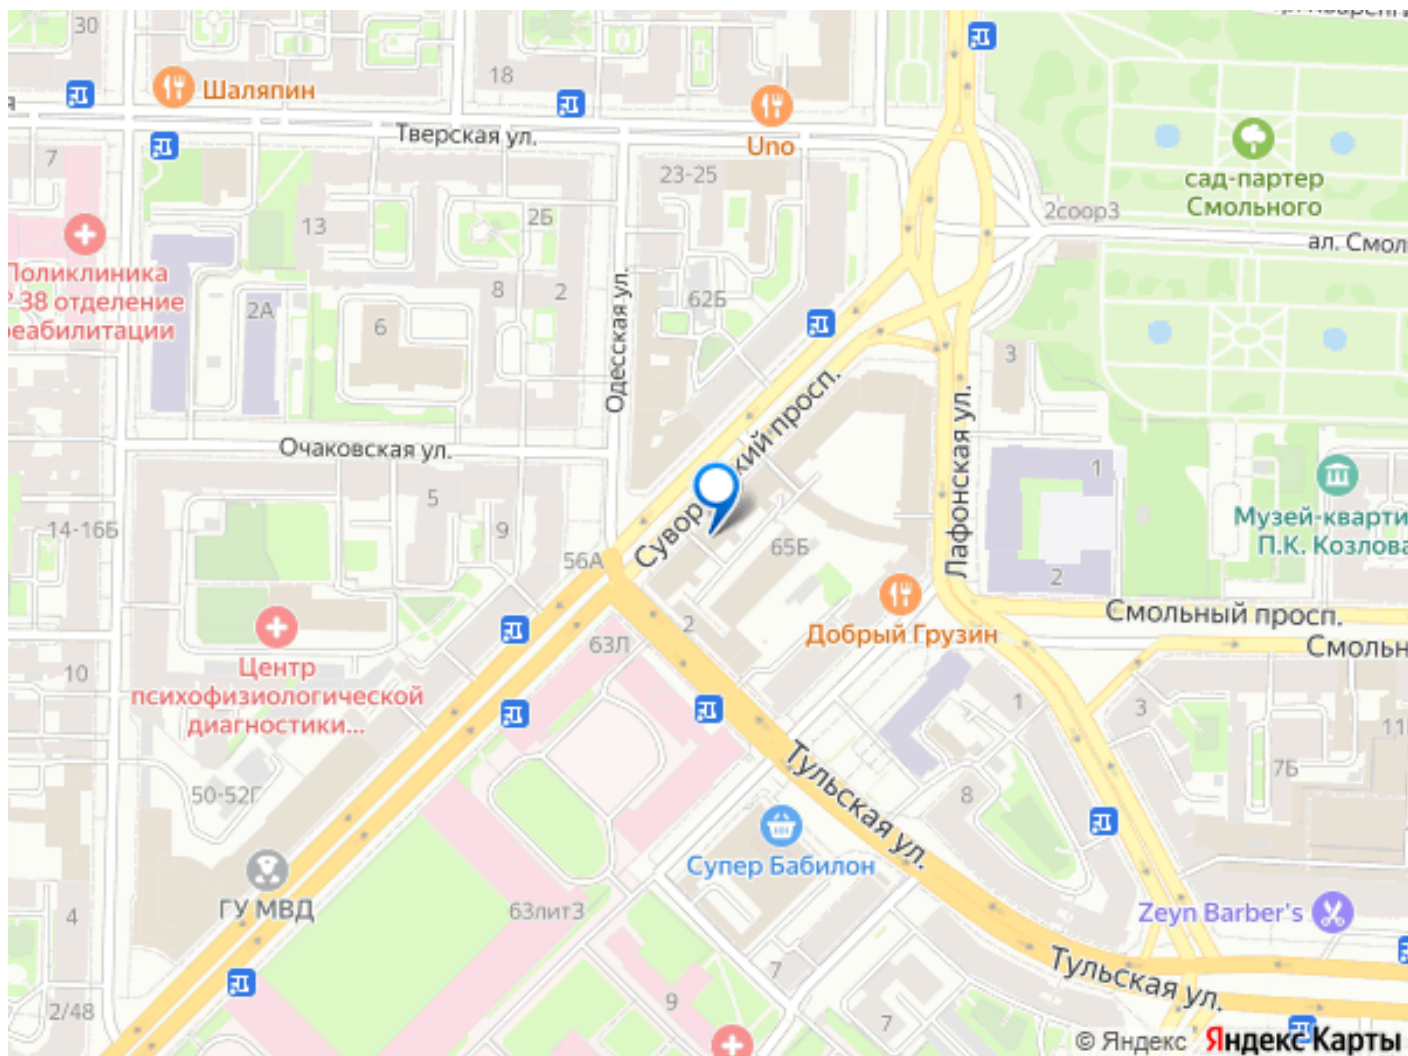 30
Шаляпин
18
Тверская ул.
Uno
сад-партер
Смольного
7
23-25
2соор3
13
2Б
ал. Смол
Поликлиника
38 отделение
реабилитации
2А
6
8
2
62Б
Одесская ул.
3
Сувор
кий просп.
Лафонская ул.
Очаковская ул.
1
5
14-16Б
9
56А
65Б
Музей-кварти
П.К. Козлова
2
Добрый Грузин
Смольный просп.
Смольн
2
63Л
Центр
психофизиологической
диагностики...
10
1
3
11
7Б
50-52Г
Тульская ул.
8
Супер Бабилон
ГУ МВД
63лит3
Zeyn Barber's
4
Тульская ул.
7
9
7
2/48
© Яндекс
Яндекс Карты